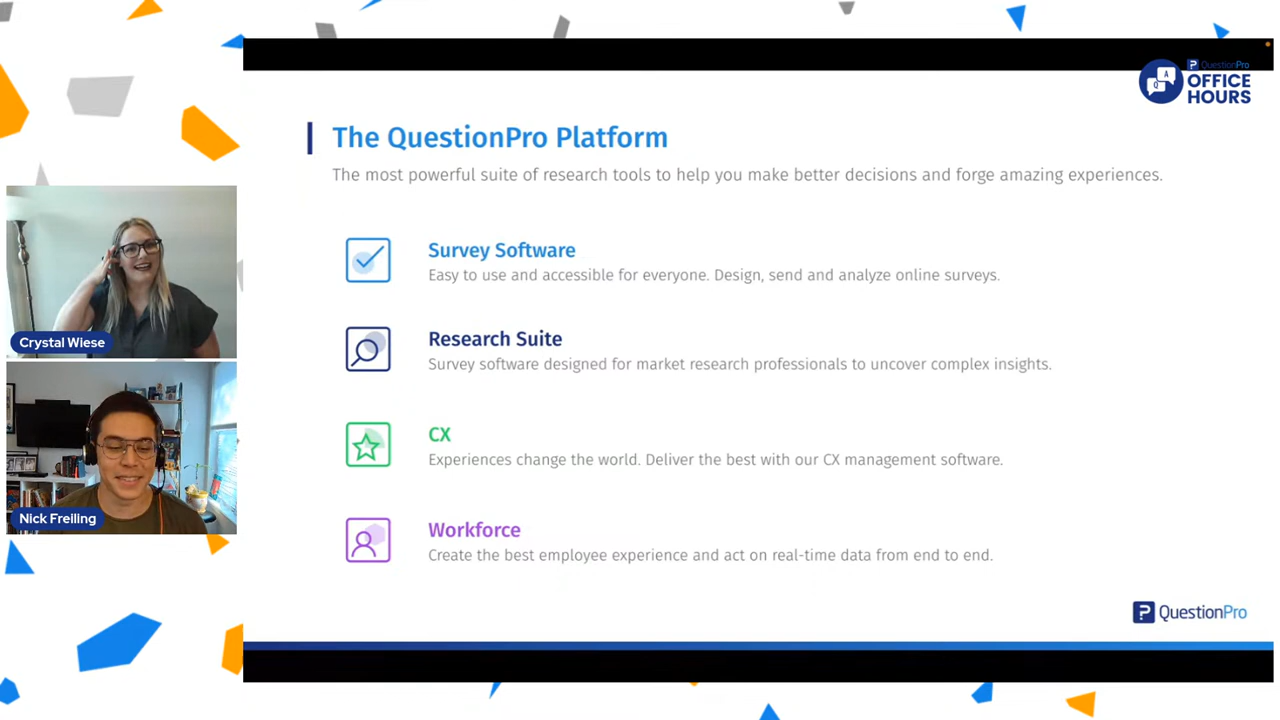 QuestionPro
OFFICE
HOURS
A
Q
The QuestionPro Platform
The most powerful suite of research tools to help you make better decisions and forge amazing experiences.
Survey Software
Easy to use and accessible for everyone. Design, send and analyze online surveys.
Research Suite
Survey software designed for market research professionals to uncover complex insights.
CX
Experiences change the world. Deliver the best with our CX management software.
Workforce
Create the best employee experience and act on real-time data from end to end.
QuestionPro
Crystal Wiese
Nick Freiling